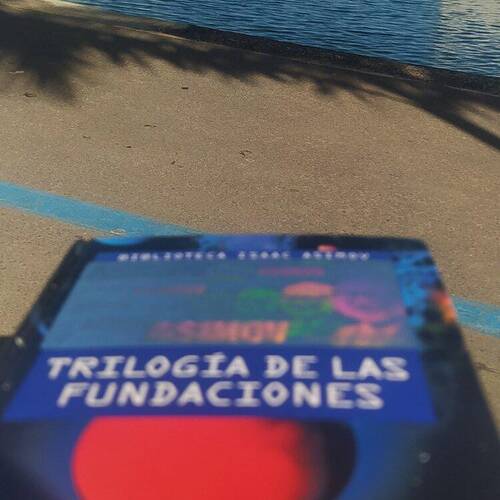 BIBLIOTECA ISAAC ASIMOV
ASIMOV
TRILOGÍA DE LAS
FUNDACIONES